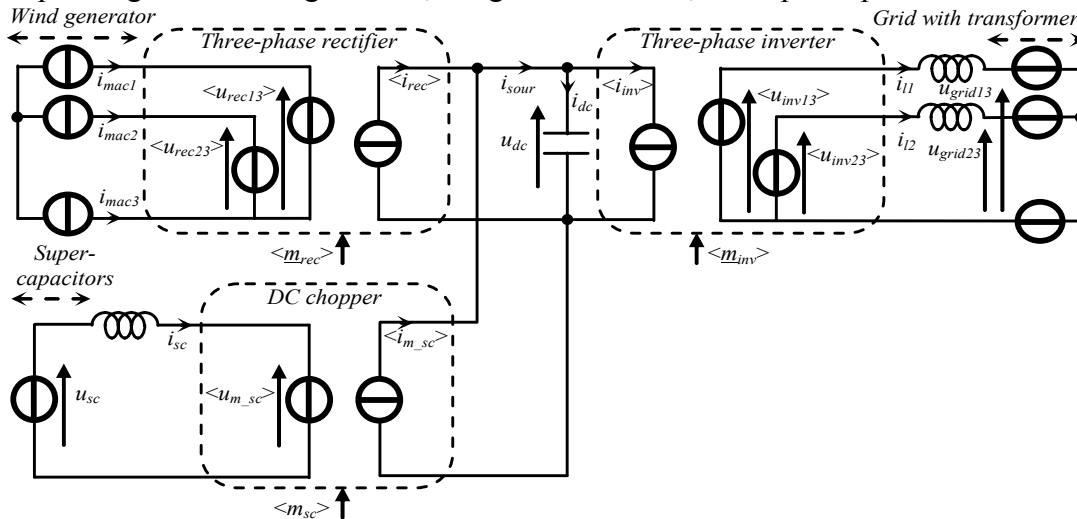 Wind generator
Three-phase rectifier
Three-phase inverter
Grid with transformer
i_mac1
<u_rec13>
<i_rec>
i_sour
<i_inv>
i_dc
<u_inv13>
i_l1
u_grid13
i_mac2
<u_rec23>
u_dc
<u_inv23>
i_l2
u_grid23
i_mac3
<m_rec>
<m_inv>
Super-
capacitors
DC chopper
i_sc
<i_m_sc>
u_sc
<u_m_sc>
<m_sc>